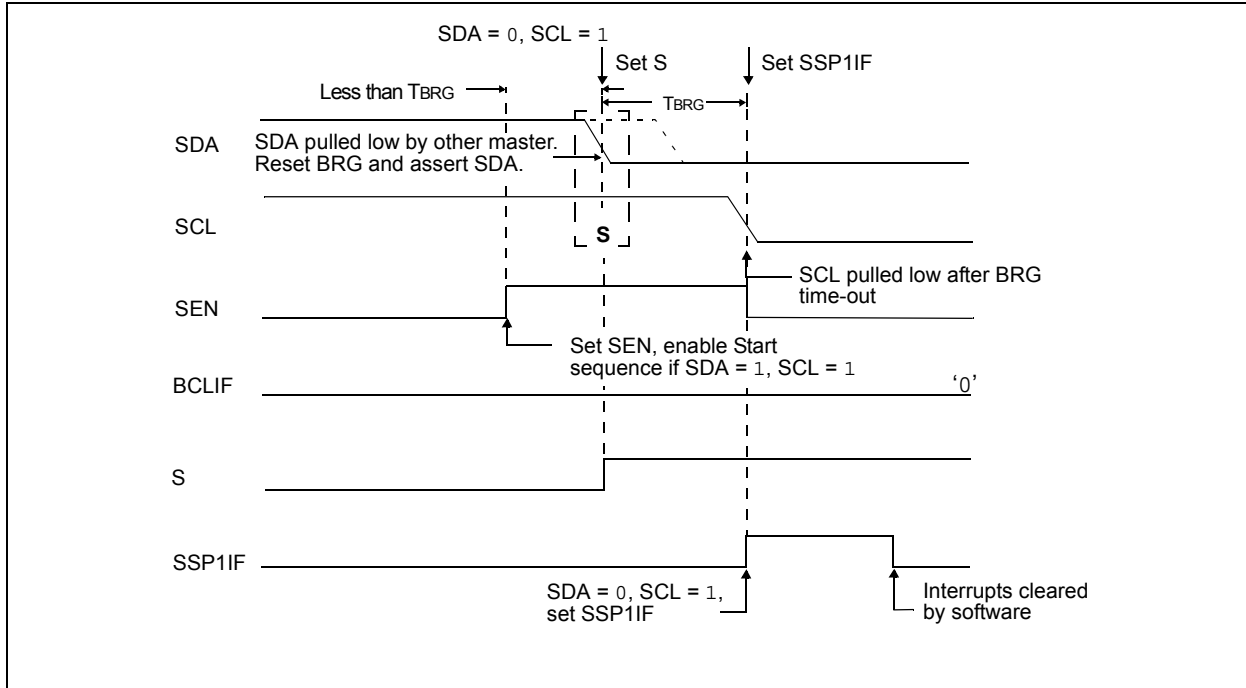 SDA = 0, SCL = 1
Set S
Set SSP1IF
Less than TBRG
TBRG
SDA
SDA pulled low by other master.
Reset BRG and assert SDA.
SCL
S
SCL pulled low after BRG
time-out
SEN
Set SEN, enable Start
sequence if SDA = 1, SCL = 1
BCLIF
‘0’
S
SSP1IF
SDA = 0, SCL = 1,
set SSP1IF
Interrupts cleared
by software